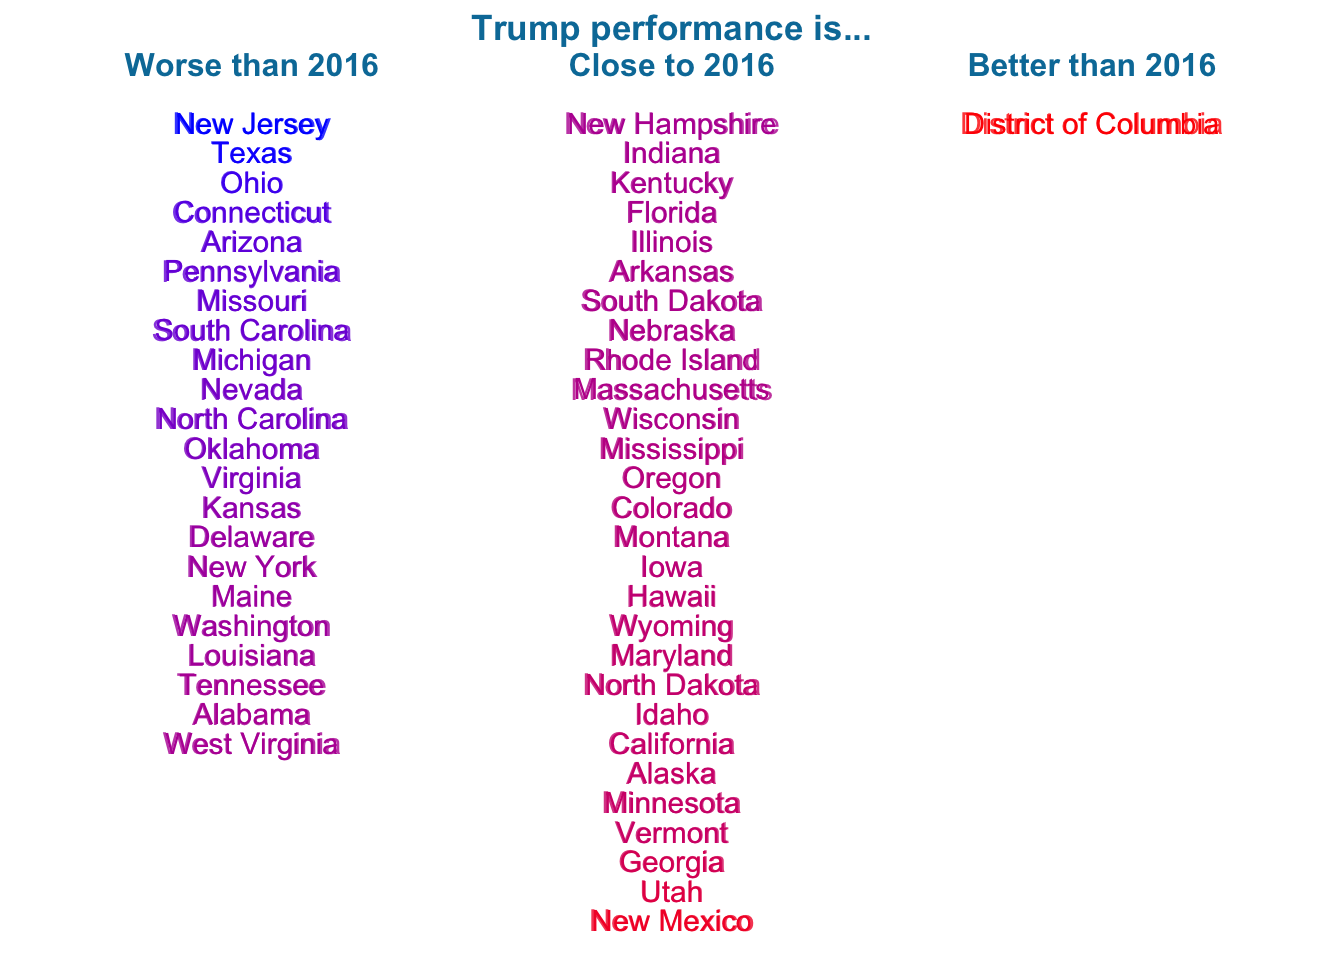 Trump performance is...
Worse than 2016
New Jersey
Texas
Ohio
Connecticut
Arizona
Pennsylvania
Missouri
South Carolina
Michigan
Nevada
North Carolina
Oklahoma
Virginia
Kansas
Delaware
New York
Maine
Washington
Louisiana
Tennessee
Alabama
West Virginia
Close to 2016
New Hampshire
Indiana
Kentucky
Florida
Illinois
Arkansas
South Dakota
Nebraska
Rhode Island
Massachusetts
Wisconsin
Mississippi
Oregon
Colorado
Montana
Iowa
Hawaii
Wyoming
Maryland
North Dakota
Idaho
California
Alaska
Minnesota
Vermont
Georgia
Utah
New Mexico
Better than 2016
District of Columbia